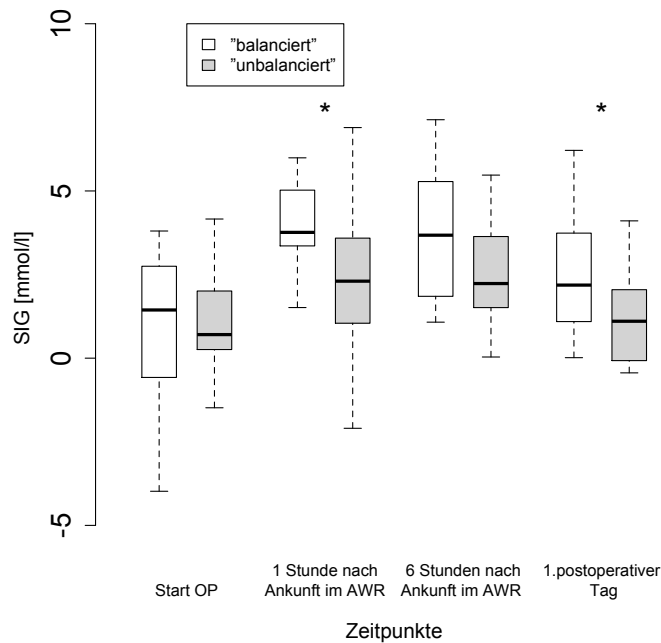 10
"balanciert"
"unbalanciert"
*
*
5
SIG [mmol/l]
0
-5
Start OP
1 Stunde nach
Ankunft im AWR
6 Stunden nach
Ankunft im AWR
1.postoperativer
Tag
Zeitpunkte